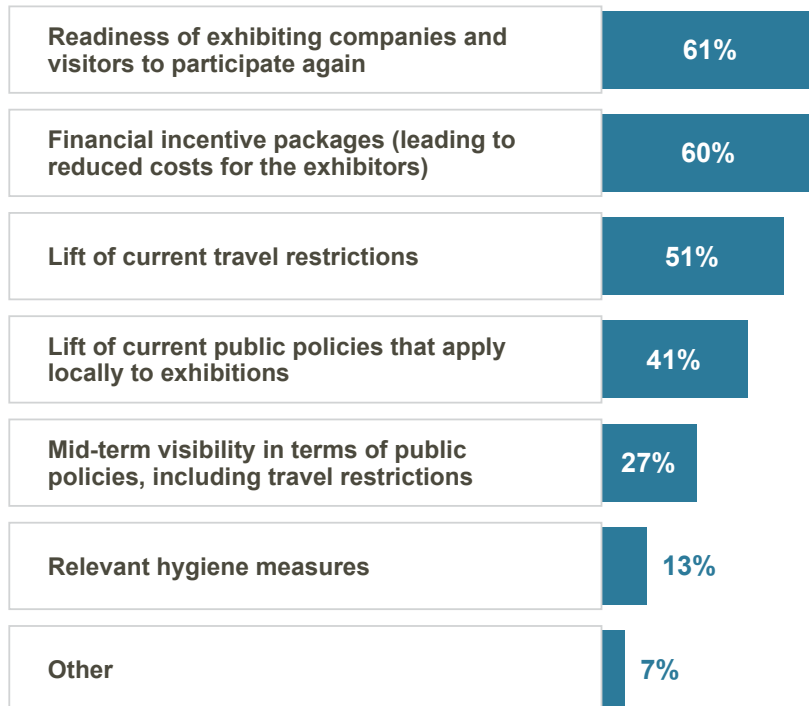 Readiness of exhibiting companies and
visitors to participate again
61%
Financial incentive packages (leading to
reduced costs for the exhibitors)
60%
Lift of current travel restrictions
51%
Lift of current public policies that apply
locally to exhibitions
41%
Mid-term visibility in terms of public
policies, including travel restrictions
27%
Relevant hygiene measures
13%
Other
7%